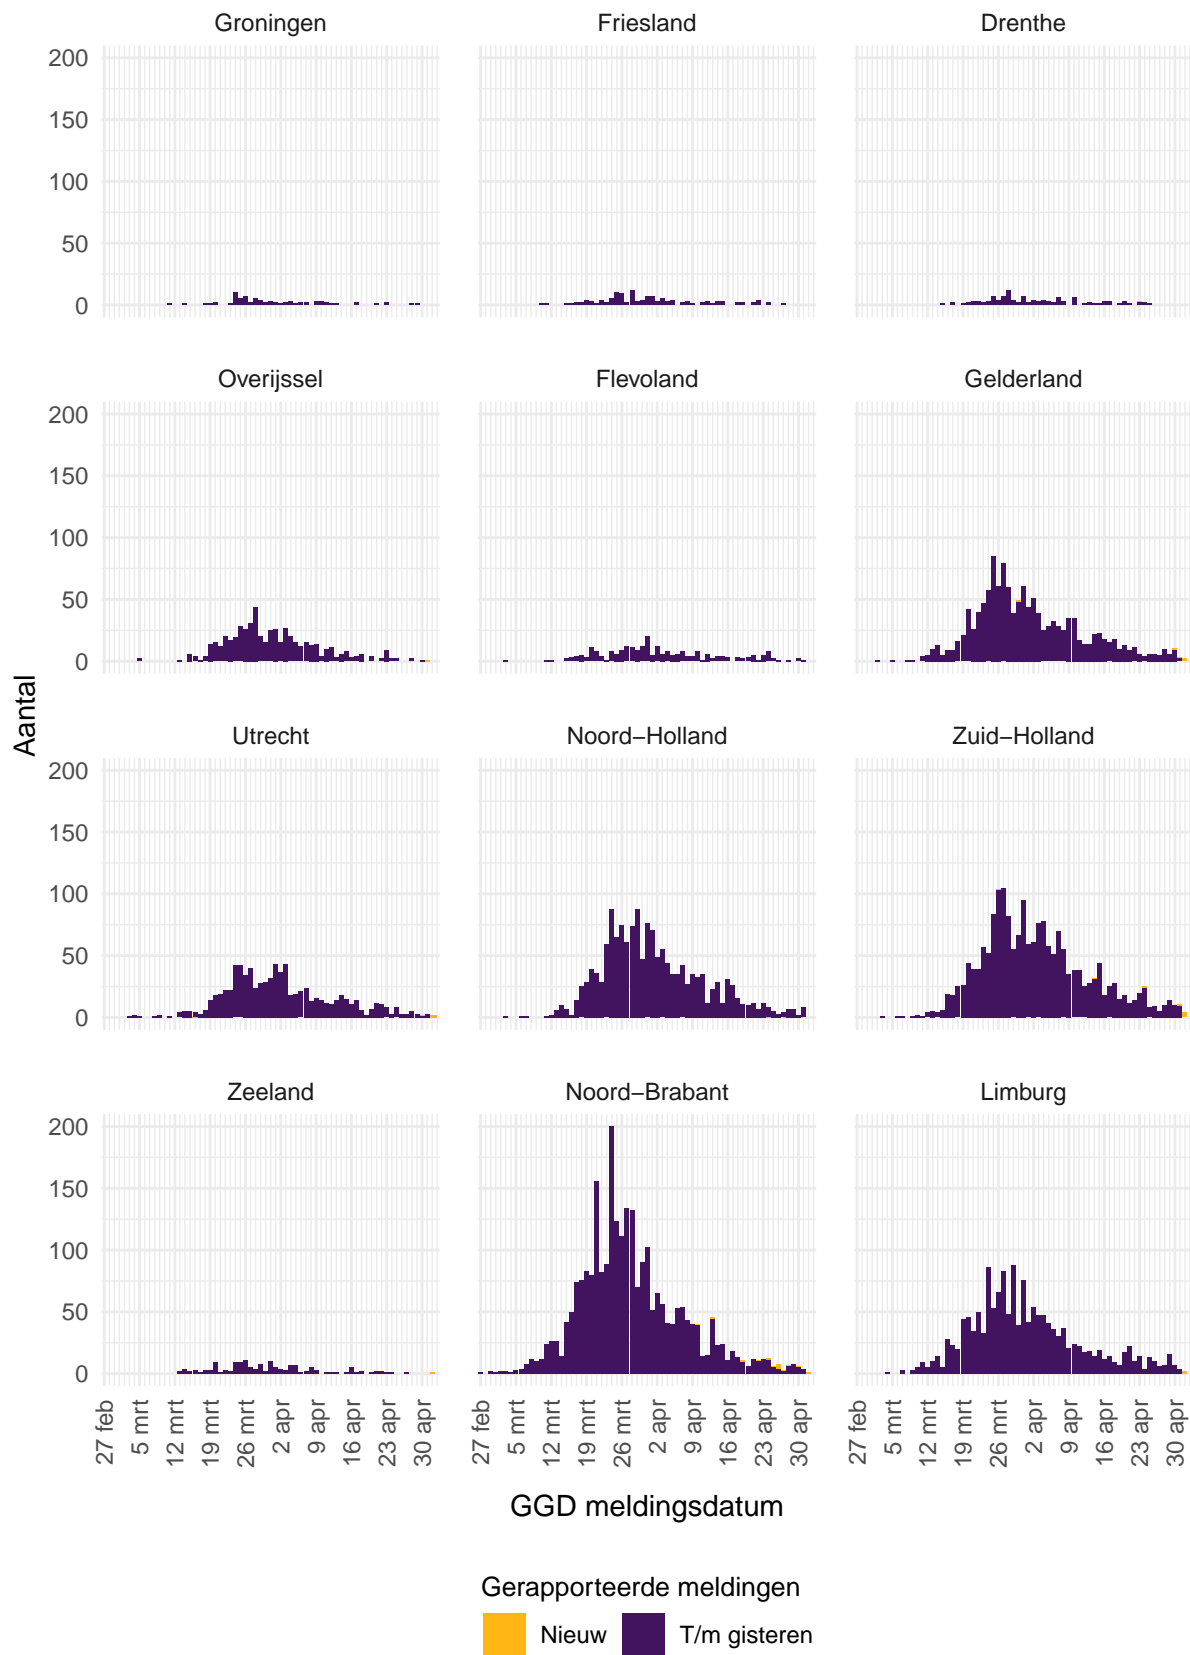 Groningen
Friesland
Drenthe
200
150
100
50
0
Overijssel
Flevoland
Gelderland
200
150
100
50
0
Utrecht
Noord−Holland
Zuid−Holland
200
150
100
50
0
Zeeland
Noord−Brabant
Limburg
200
150
100
50
0
Aantal
27 feb
5 mrt
12 mrt
19 mrt
26 mrt
2 apr
9 apr
16 apr
23 apr
30 apr
27 feb
5 mrt
12 mrt
19 mrt
26 mrt
2 apr
9 apr
16 apr
23 apr
30 apr
27 feb
5 mrt
12 mrt
19 mrt
26 mrt
2 apr
9 apr
16 apr
23 apr
30 apr
GGD meldingsdatum
Gerapporteerde meldingen
Nieuw
T/m gisteren